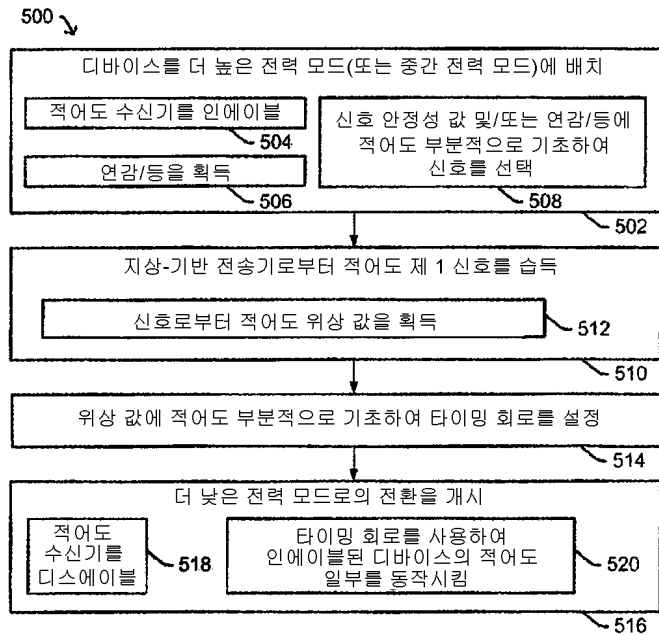 500
디바이스를 더 높은 전력 모드(또는 중간 전력 모드)에 배치
적어도 수신기를 인에이블
504
연감/등을 획득
506
신호 안정성 값 및/또는 연감/등에
적어도 부분적으로 기초하여
신호를 선택
508
502
지상-기반 전송기로부터 적어도 제 1 신호를 습득
신호로부터 적어도 위상 값을 획득
512
510
위상 값에 적어도 부분적으로 기초하여 타이밍 회로를 설정
514
더 낮은 전력 모드로의 전환을 개시
적어도
수신기를
디스에이블
518
타이밍 회로를 사용하여
인에이블된 디바이스의 적어도
일부를 동작시킴
520
516